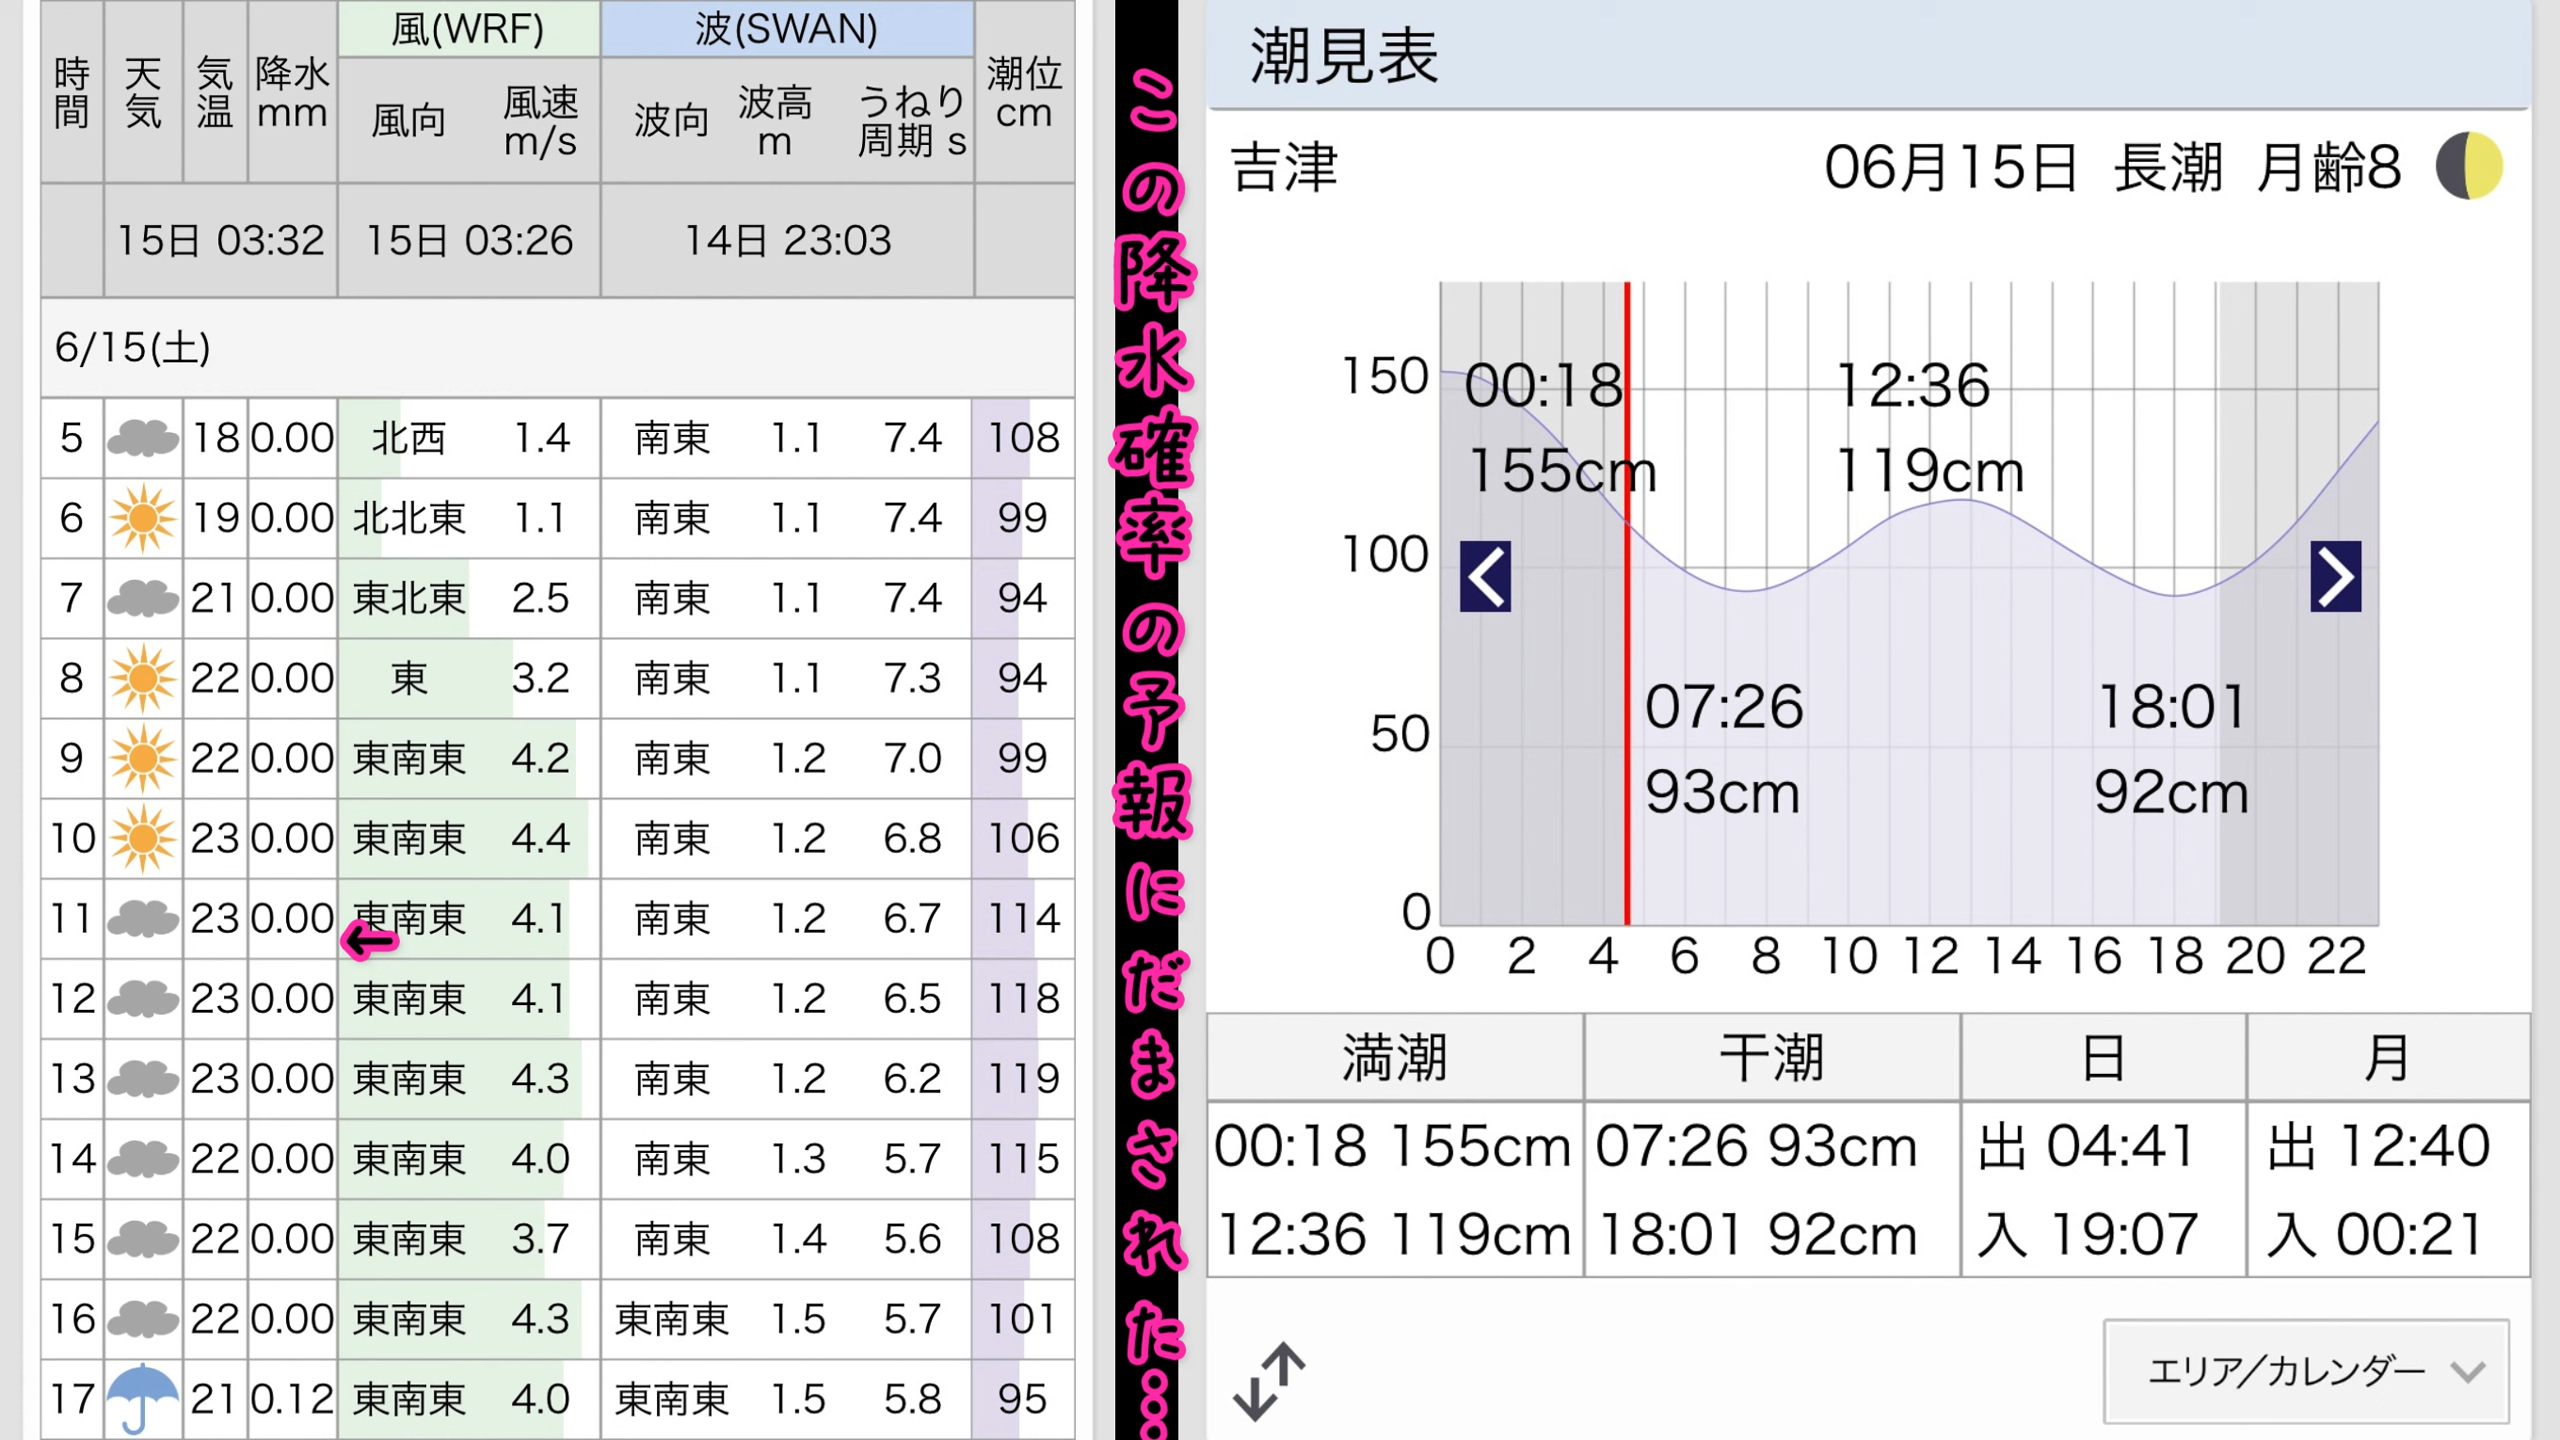 時間 天気 気温 降水mm 風(WRF) 波(SWAN) 潮位cm
風向 風速m/s 波向 波高m うねり周期 s
15日 03:32 15日 03:26 14日 23:03
6/15(土)
5 18 0.00 北西 1.4 南東 1.1 7.4 108
6 19 0.00 北北東 1.1 南東 1.1 7.4 99
7 21 0.00 東北東 2.5 南東 1.1 7.4 94
8 22 0.00 東 3.2 南東 1.1 7.3 94
9 22 0.00 東南東 4.2 南東 1.2 7.0 99
10 23 0.00 東南東 4.4 南東 1.2 6.8 106
11 23 0.00 東南東 4.1 南東 1.2 6.7 114
←
12 23 0.00 東南東 4.1 南東 1.2 6.5 118
13 23 0.00 東南東 4.3 南東 1.2 6.2 119
14 22 0.00 東南東 4.0 南東 1.3 5.7 115
15 22 0.00 東南東 3.7 南東 1.4 5.6 108
16 22 0.00 東南東 4.3 東南東 1.5 5.7 101
17 21 0.12 東南東 4.0 東南東 1.5 5.8 95
この降水確率の予報にだまされた…
潮見表
吉津 06月15日 長潮 月齢8
150 00:18 12:36
155cm 119cm
100
50 07:26 18:01
93cm 92cm
0
0 2 4 6 8 10 12 14 16 18 20 22
満潮 干潮 日 月
00:18 155cm 07:26 93cm 出 04:41 出 12:40
12:36 119cm 18:01 92cm 入 19:07 入 00:21
エリア／カレンダー